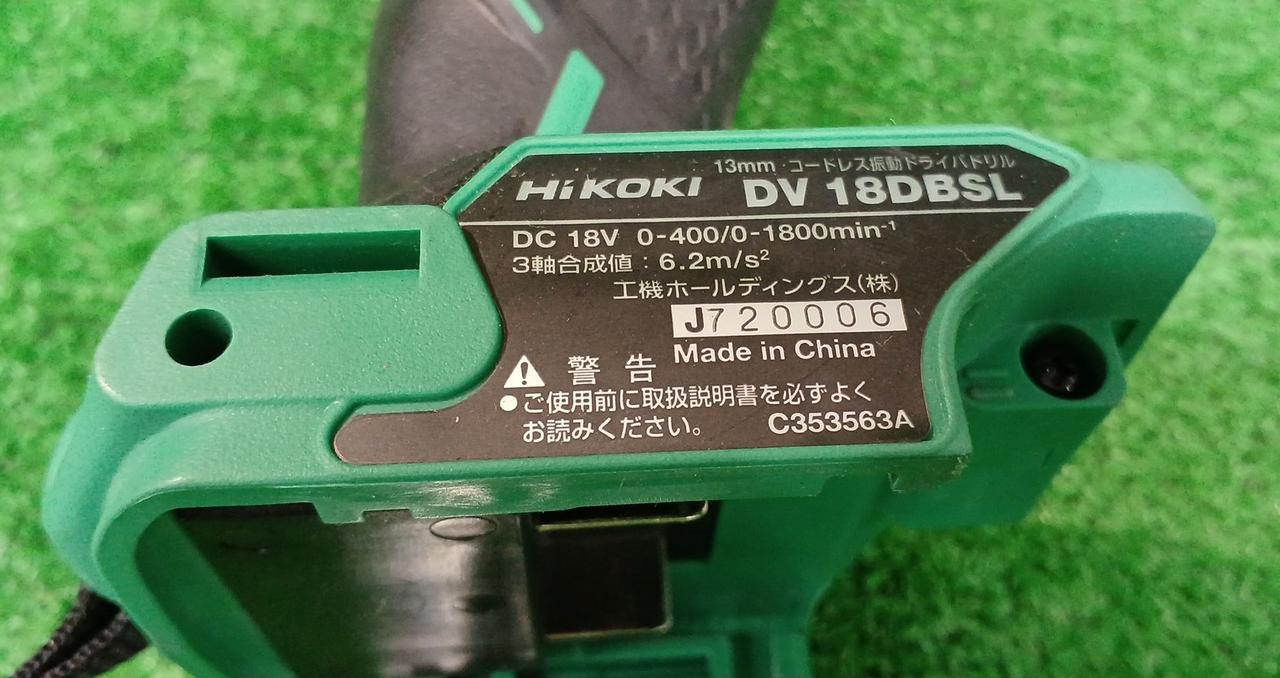 13mm コードレス振動ドライバドリル
HiKOKI DV 18DBSL
DC 18V 0-400/0-1800min⁻¹
3軸合成値：6.2m/s²
工機ホールディングス(株)
J720006
Made in China
⚠ 警告
●ご使用前に取扱説明書を必ずよく
お読みください。
C353563A